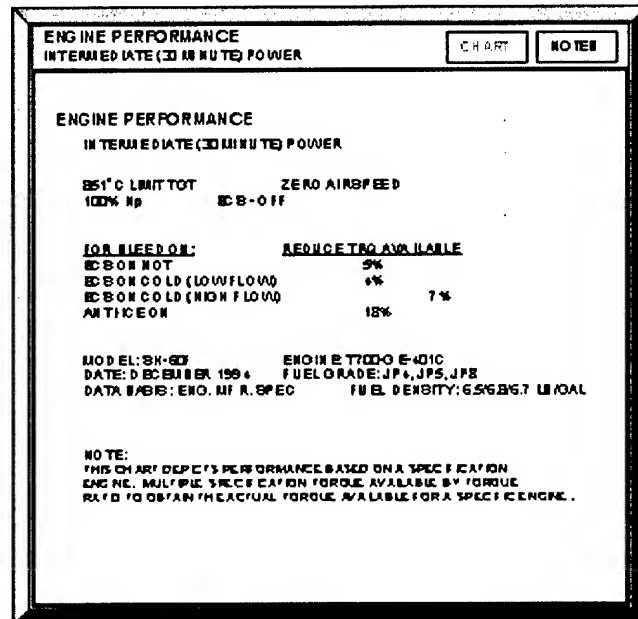 ENGINE PERFORMANCE
INTERMEDIATE (30 MINUTE) POWER
CHART NOTES
ENGINE PERFORMANCE
INTERMEDIATE (30 MINUTE) POWER
851°C LIMIT TGT ZERO AIRSPEED
100% Np ECS-OFF
FOR BLEED ON: REDUCE TRQ AVAILABLE
ECS ON HOT 5%
ECS ON COLD (LOW FLOW) 4%
ECS ON COLD (HIGH FLOW) 7%
ANTI ICE ON 18%
MODEL: SH-60F ENGINE: T700-GE-401C
DATE: DECEMBER 1994 FUEL GRADE: JP4, JP5, JP8
DATA BASIS: ENG. MFR. SPEC FUEL DENSITY: 6.5/6.8/6.7 LB/GAL
NOTE:
THIS CHART DEPICTS PERFORMANCE BASED ON A SPECIFICATION
ENGINE. MULTIPLE SPECIFICATION TORQUE AVAILABLE BY TORQUE
RATIO TO OBTAIN THE ACTUAL TORQUE AVAILABLE FOR A SPECIFIC ENGINE.